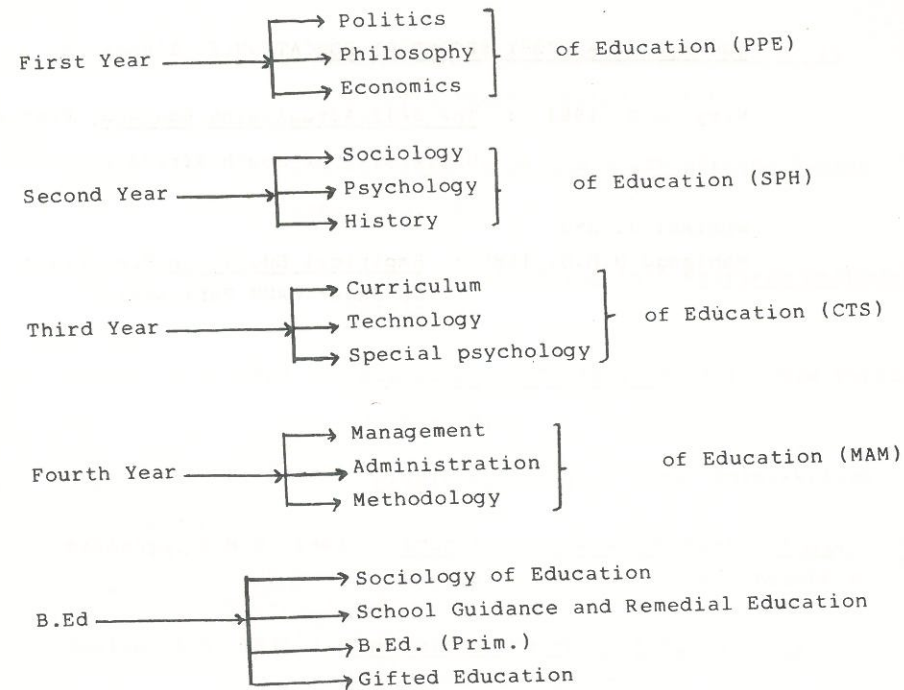 Politics
First Year Philosophy of Education (PPE)
Economics
Sociology
Second Year Psychology of Education (SPH)
History
Curriculum
Third Year Technology of Education (CTS)
Special psychology
Management
Fourth Year Administration of Education (MAM)
Methodology
Sociology of Education
School Guidance and Remedial Education
B.Ed
B.Ed. (Prim.)
Gifted Education